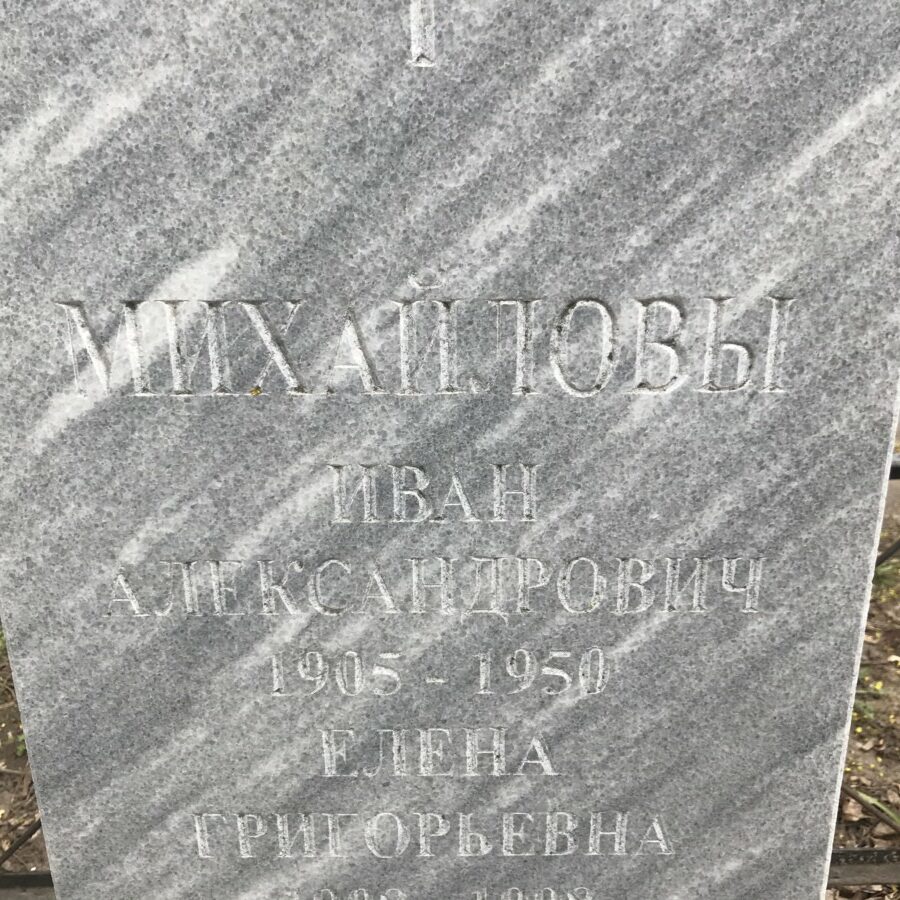 МИХАЙЛОВЫ
ИВАН
АЛЕКСАНДРОВИЧ
1905 - 1950
ЕЛЕНА
ГРИГОРЬЕВНА